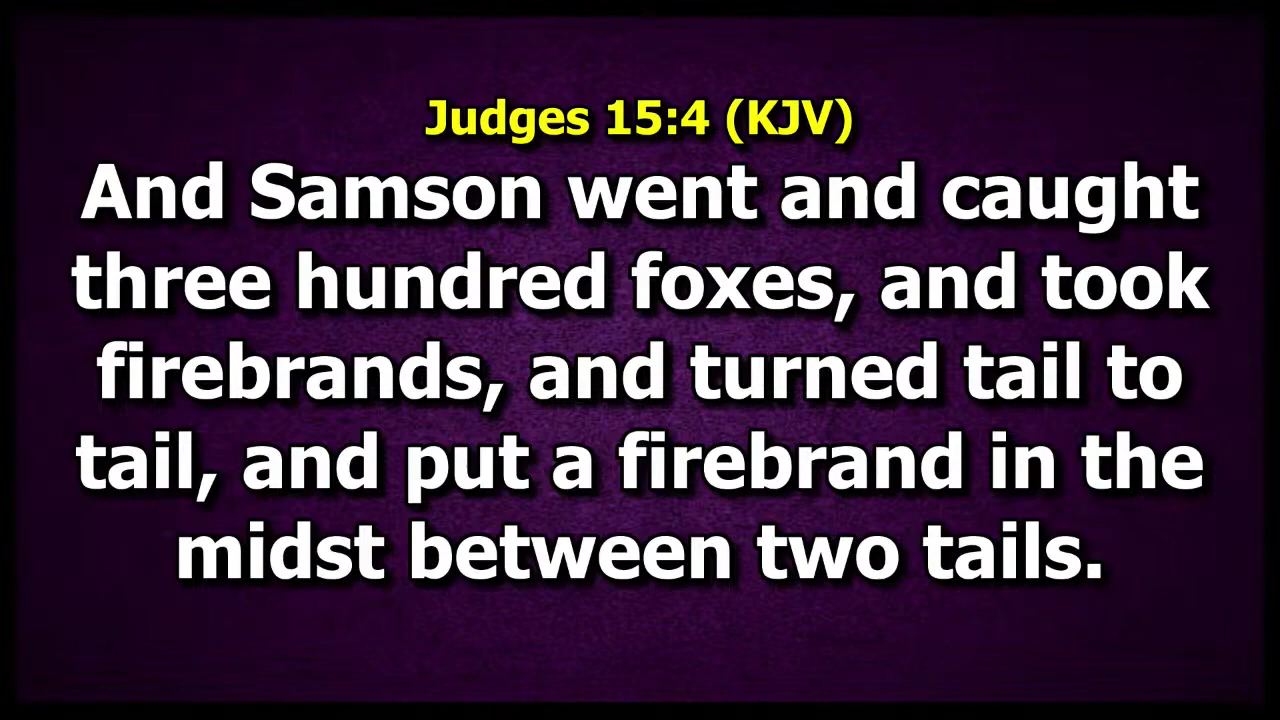 Judges 15:4 (KJV)
And Samson went and caught
three hundred foxes, and took
firebrands, and turned tail to
tail, and put a firebrand in the
midst between two tails.